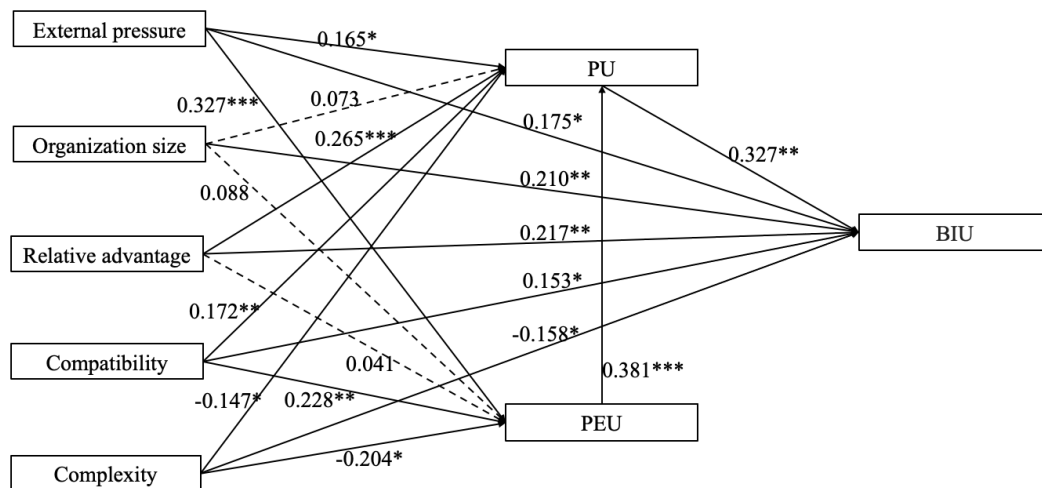 External pressure
0.165*
PU
0.327***
0.073
0.175*
Organization size
0.265***
0.327**
0.210**
0.088
Relative advantage
0.217**
BIU
0.153*
0.172**
-0.158*
Compatibility
0.041
0.381***
-0.147*
0.228**
PEU
-0.204*
Complexity